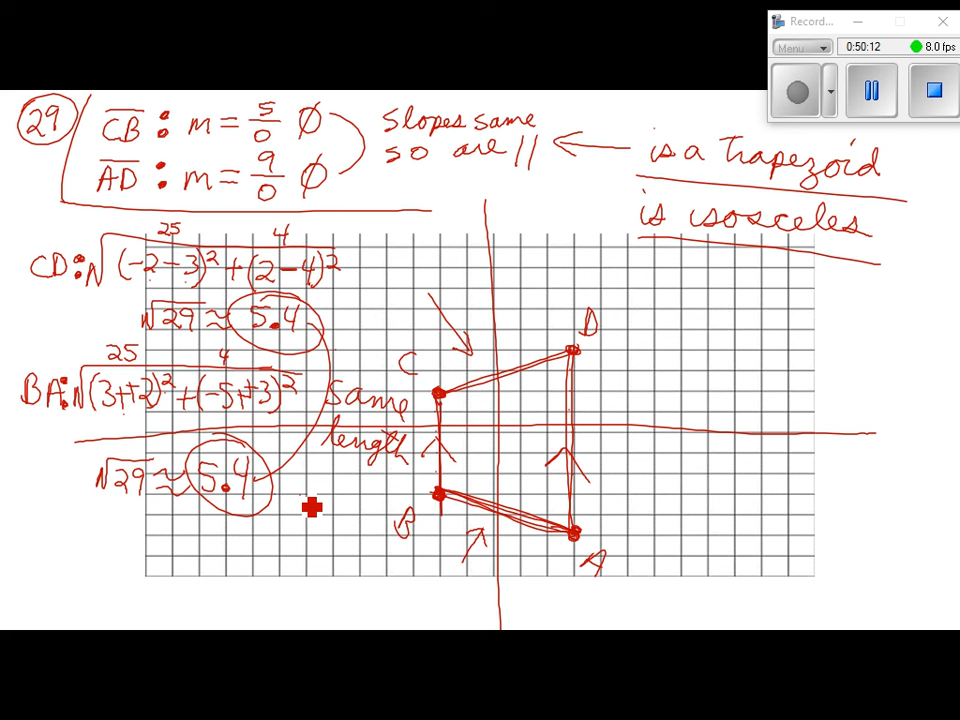 Record...
Menu
0:50:12
8.0 fps
29
CB : m = 5/0 Ø
AD : m = 9/0 Ø
Slopes same
so are //
is a Trapezoid
is isosceles
25 4
CD: √(-2-3)² + (2-4)²
√29 ≈ 5.4
25 4
BA: √(3++2)² + (-5++3)²
√29 ≈ 5.4
same
length
C
D
B
A